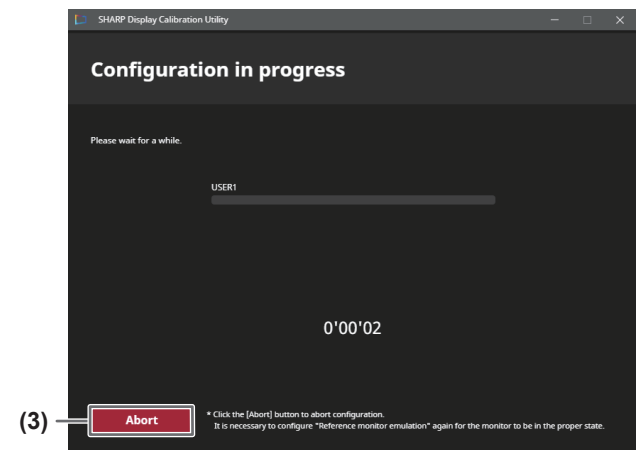 SHARP Display Calibration Utility
Configuration in progress
Please wait for a while.
USER1
0'00'02
(3)
Abort
* Click the [Abort] button to abort configuration.
It is necessary to configure "Reference monitor emulation" again for the monitor to be in the proper state.